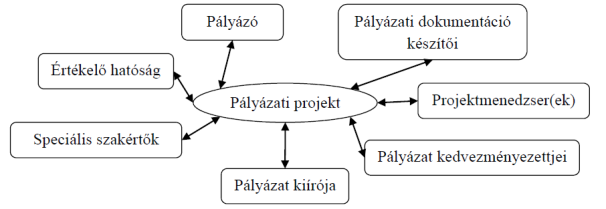 Pályázó
Pályázati dokumentáció
készítői
Értékelő hatóság
Pályázati projekt
Projektmenedzser(ek)
Speciális szakértők
Pályázat kedvezményezettjei
Pályázat kiírója